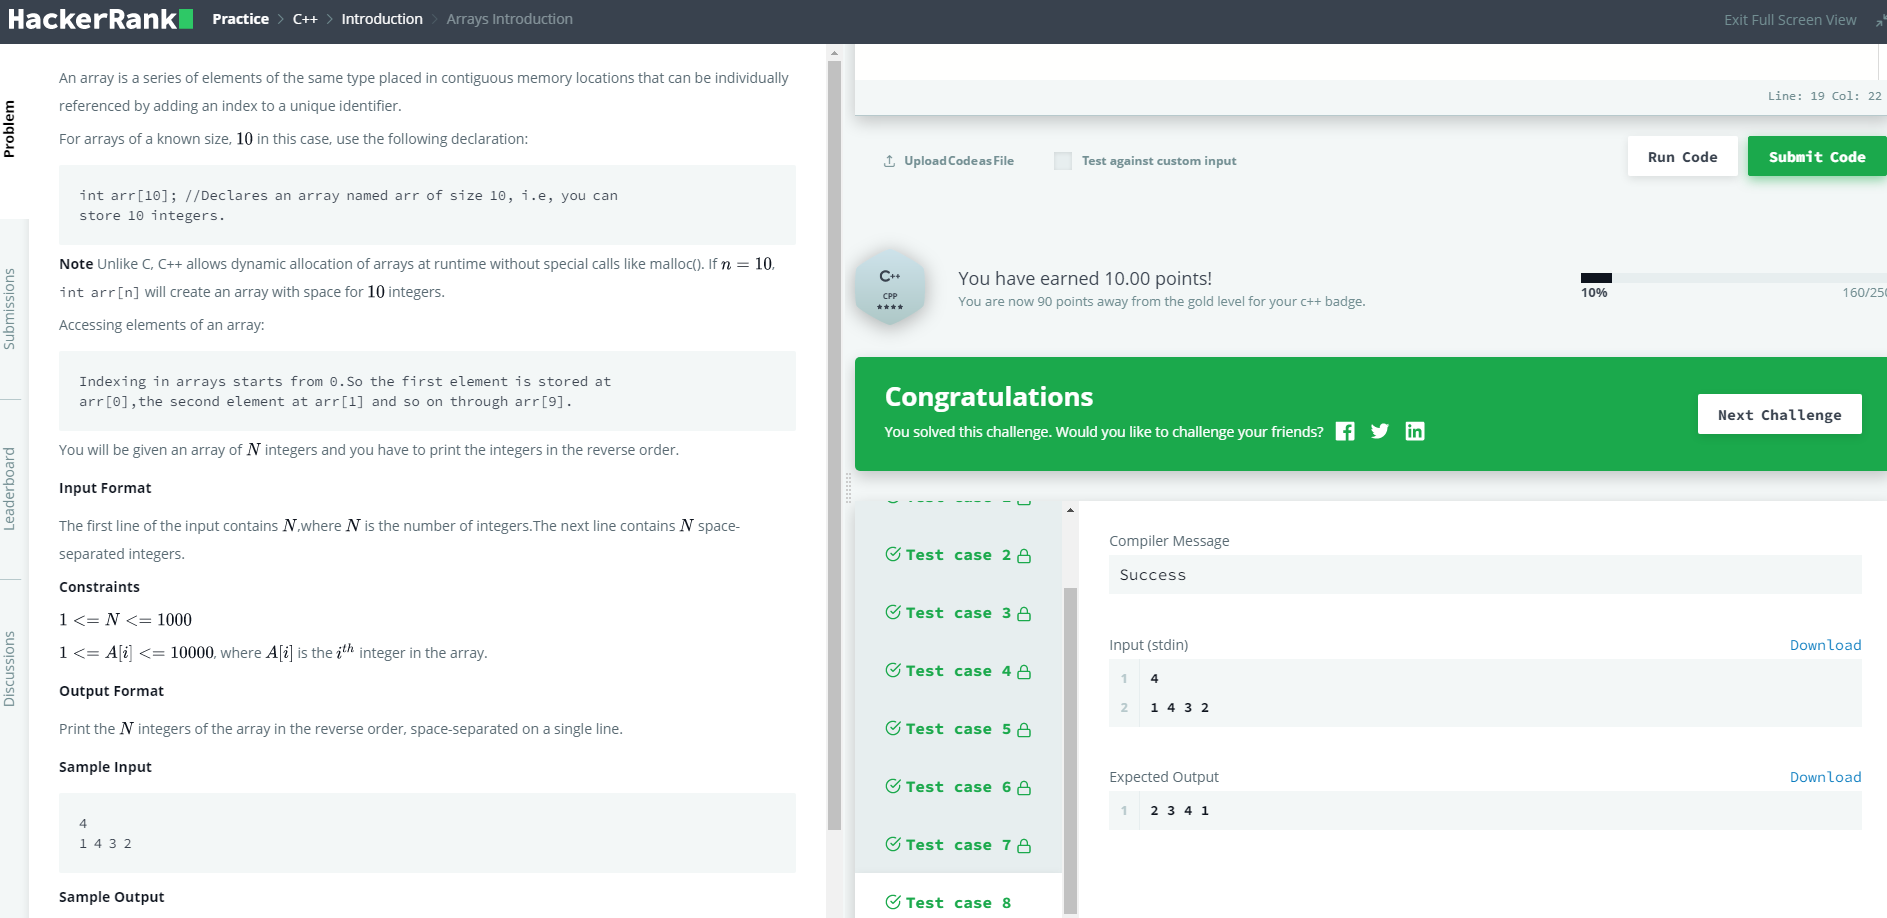 HackerRank Practice > C++ > Introduction > Arrays Introduction Exit Full Screen View
Problem
Submissions
Leaderboard
Discussions
An array is a series of elements of the same type placed in contiguous memory locations that can be individually
referenced by adding an index to a unique identifier.
For arrays of a known size, 10 in this case, use the following declaration:
int arr[10]; //Declares an array named arr of size 10, i.e, you can
store 10 integers.
Note Unlike C, C++ allows dynamic allocation of arrays at runtime without special calls like malloc(). If n = 10,
int arr[n] will create an array with space for 10 integers.
Accessing elements of an array:
Indexing in arrays starts from 0.So the first element is stored at
arr[0],the second element at arr[1] and so on through arr[9].
You will be given an array of N integers and you have to print the integers in the reverse order.
Input Format
The first line of the input contains N,where N is the number of integers.The next line contains N space-
separated integers.
Constraints
1 <= N <= 1000
1 <= A[i] <= 10000, where A[i] is the i^th integer in the array.
Output Format
Print the N integers of the array in the reverse order, space-separated on a single line.
Sample Input
4
1 4 3 2
Sample Output
Line: 19 Col: 22
Upload Code as File Test against custom input Run Code Submit Code
C++
CPP
★★★★
You have earned 10.00 points!
You are now 90 points away from the gold level for your c++ badge.
10% 160/250
Congratulations
You solved this challenge. Would you like to challenge your friends?
Next Challenge
Test case 2
Test case 3
Test case 4
Test case 5
Test case 6
Test case 7
Test case 8
Compiler Message
Success
Input (stdin) Download
1 4
2 1 4 3 2
Expected Output Download
1 2 3 4 1